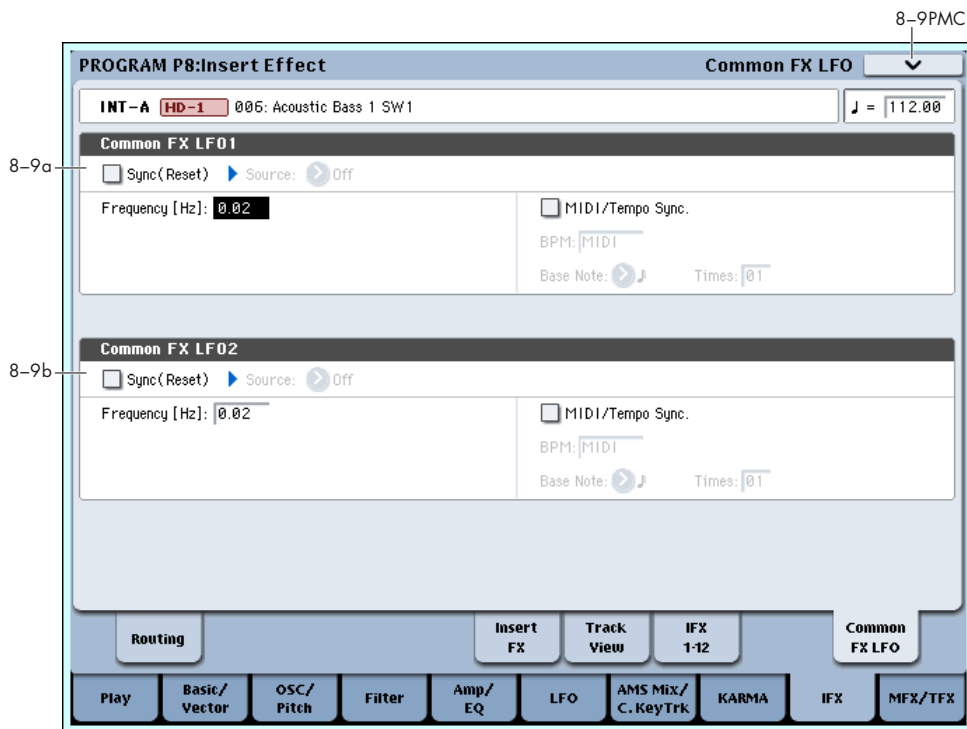 8-9PMC
PROGRAM P8:Insert Effect Common FX LFO
INT-A HD-1 006: Acoustic Bass 1 SW1 ♩ = 112.00
Common FX LFO1
8-9a
Sync(Reset) Source: Off
Frequency [Hz]: 0.02 MIDI/Tempo Sync.
BPM: MIDI
Base Note: Times: 01
Common FX LFO2
8-9b
Sync(Reset) Source: Off
Frequency [Hz]: 0.02 MIDI/Tempo Sync.
BPM: MIDI
Base Note: Times: 01
Routing
Insert
FX
Track
View
IFX
1-12
Common
FX LFO
Play
Basic/
Vector
OSC/
Pitch
Filter
Amp/
EQ
LFO
AMS Mix/
C. KeyTrk
KARMA
IFX
MFX/TFX